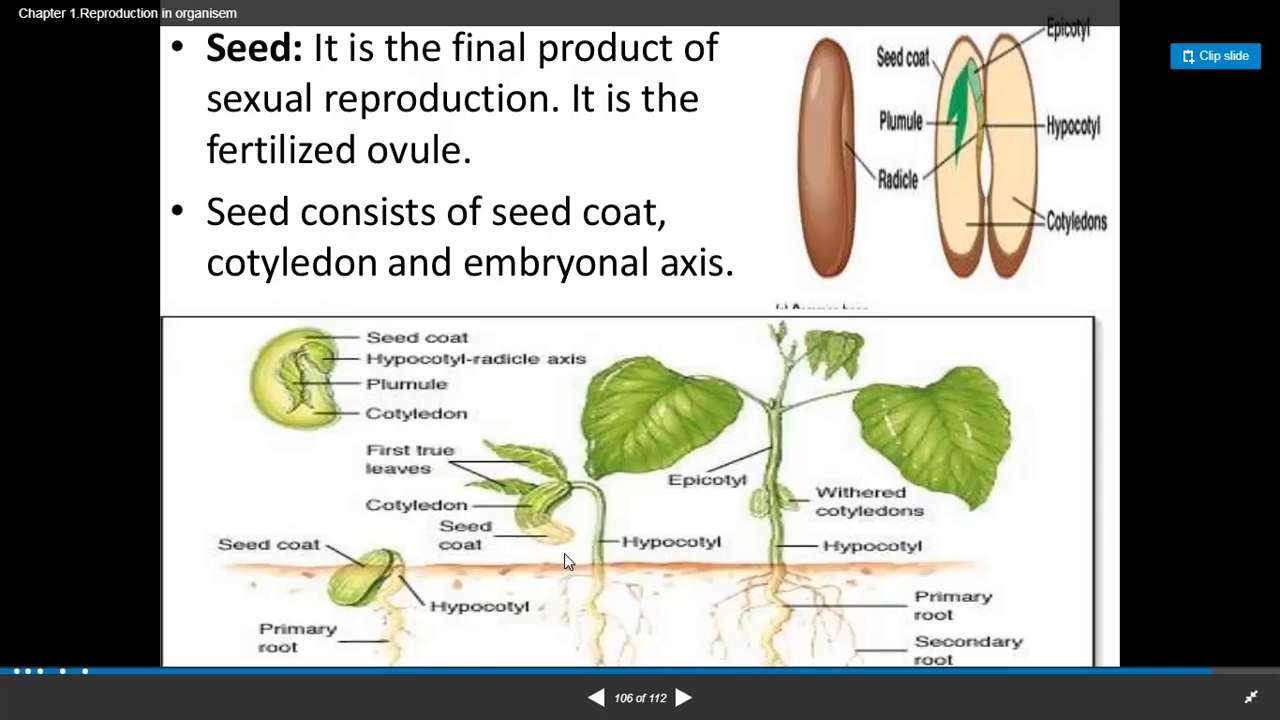 Chapter 1.Reproduction in organisem
Clip slide
• Seed: It is the final product of
sexual reproduction. It is the
fertilized ovule.
• Seed consists of seed coat,
cotyledon and embryonal axis.
Epicotyl
Seed coat
Plumule
Hypocotyl
Radicle
Cotyledons
Seed coat
Hypocotyl-radicle axis
Plumule
Cotyledon
First true
leaves
Cotyledon
Seed
coat
Seed coat
Hypocotyl
Primary
root
Hypocotyl
Epicotyl
Withered
cotyledons
Hypocotyl
Primary
root
Secondary
root
106 of 112